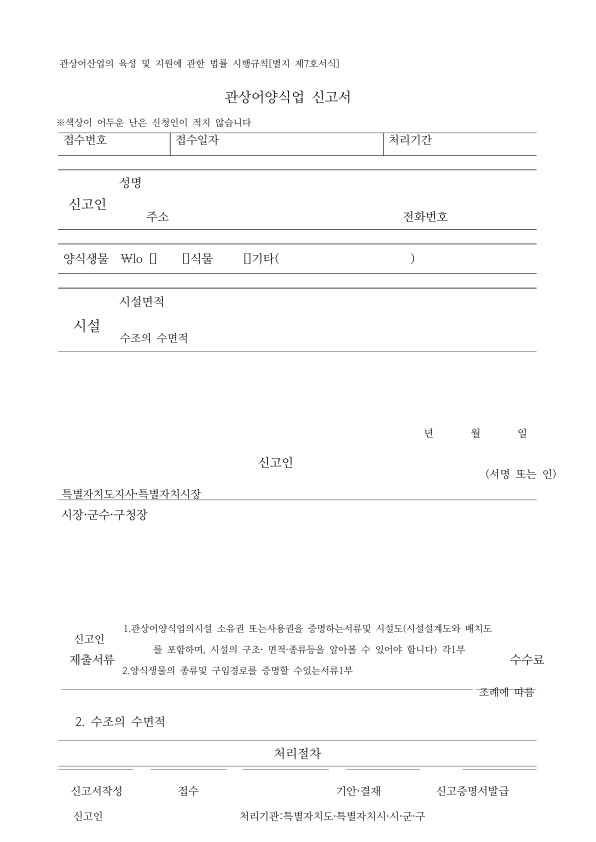 관상어산업의 육성 및 지원에 관한 법률 시행규칙[별지 제7호서식]
관상어양식업 신고서
※색상이 어두운 난은 신청인이 적지 않습니다
접수번호 접수일자 처리기간
성명
신고인
주소 전화번호
양식생물 ₩lo [] []식물 []기타( )
시설면적
시설
수조의 수면적
년 월 일
신고인
(서명 또는 인)
특별자치도지사·특별자치시장
시장·군수·구청장
1.관상어양식업의시설 소유권 또는사용권을 증명하는서류및 시설도(시설설계도와 배치도
신고인
를 포함하며, 시설의 구조· 면적·종류등을 알아볼 수 있어야 합니다) 각1부
제출서류 수수료
2.양식생물의 종류및 구입경로를 증명할 수있는서류1부
조례에 따름
2. 수조의 수면적
처리절차
신고서작성 접수 기안·결재 신고증명서발급
신고인 처리기관:특별자치도·특별자치시·시·군·구